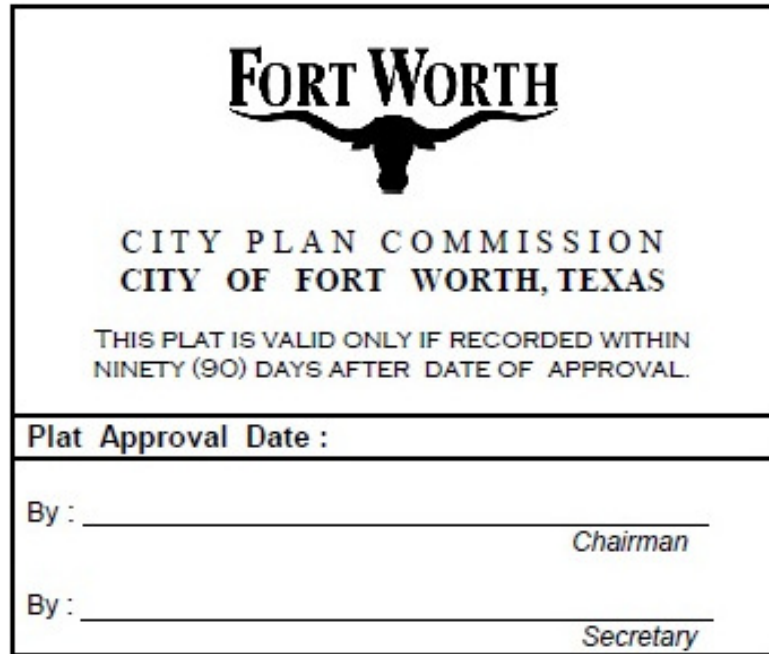 FORT WORTH
CITY PLAN COMMISSION
CITY OF FORT WORTH, TEXAS
THIS PLAT IS VALID ONLY IF RECORDED WITHIN
NINETY (90) DAYS AFTER DATE OF APPROVAL.
Plat Approval Date :
By :
Chairman
By :
Secretary